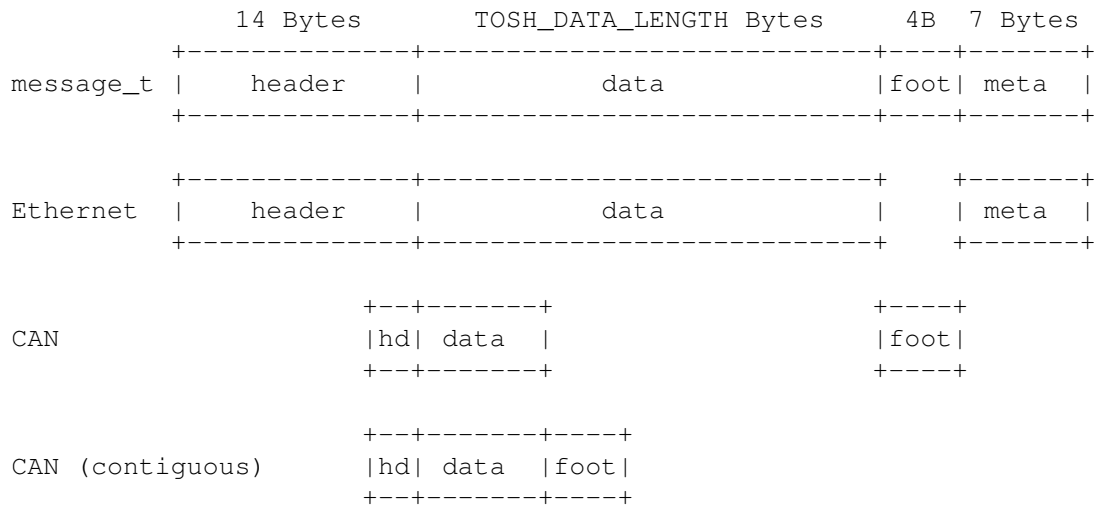 14 Bytes       TOSH_DATA_LENGTH Bytes     4B  7 Bytes
          +--------------+----------------------------+----+-------+
message_t |    header    |           data             |foot| meta  |
          +--------------+----------------------------+----+-------+

          +--------------+----------------------------+    +-------+
Ethernet  |    header    |           data             |    | meta  |
          +--------------+----------------------------+    +-------+

                      +--+-------+                    +----+
CAN                   |hd| data  |                    |foot|
                      +--+-------+                    +----+

                      +--+-------+----+
CAN (contiguous)      |hd| data  |foot|
                      +--+-------+----+